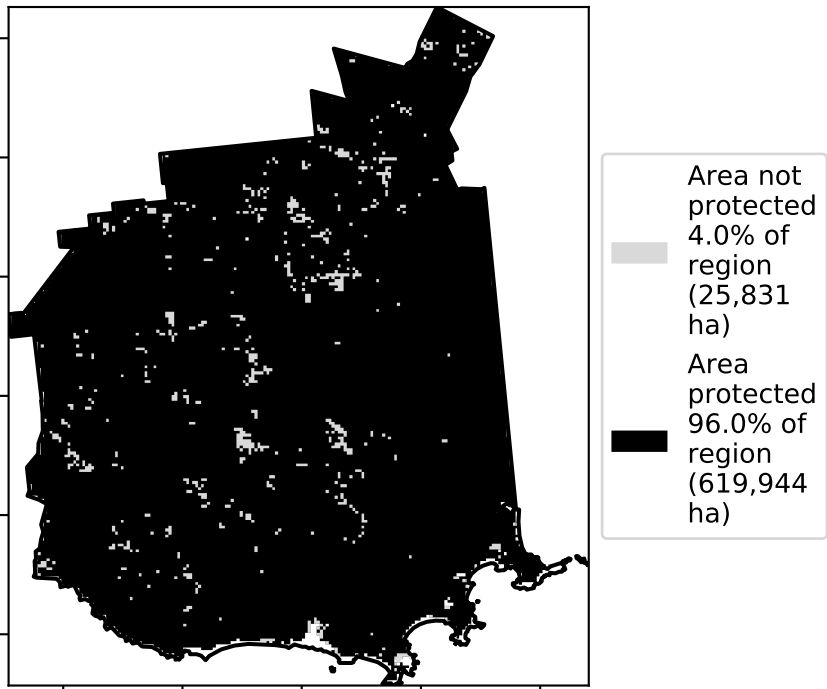 Area not
protected
4.0% of
region
(25,831
ha)
Area
protected
96.0% of
region
(619,944
ha)